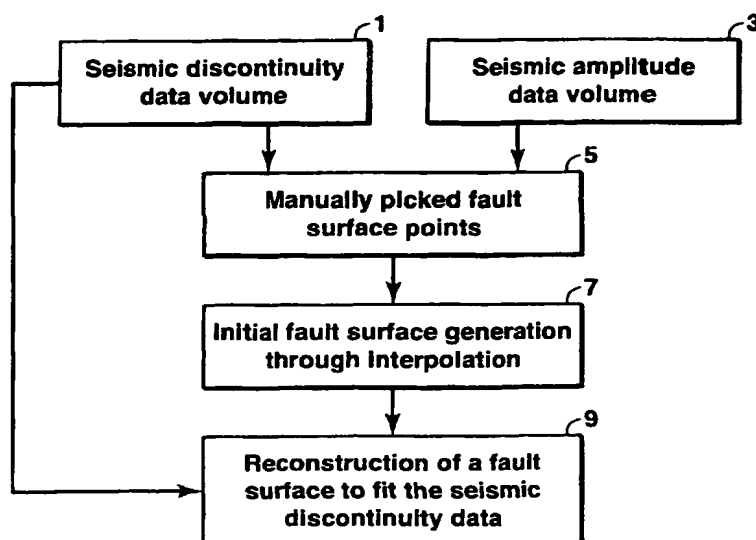 1
Seismic discontinuity
data volume
3
Seismic amplitude
data volume
5
Manually picked fault
surface points
7
Initial fault surface generation
through interpolation
9
Reconstruction of a fault
surface to fit the seismic
discontinuity data